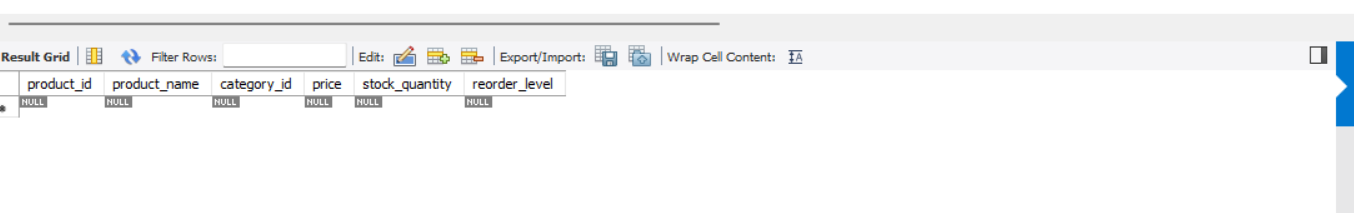 Result Grid Filter Rows: Edit: Export/Import: Wrap Cell Content: IA
product_id product_name category_id price stock_quantity reorder_level
* NULL NULL NULL NULL NULL NULL